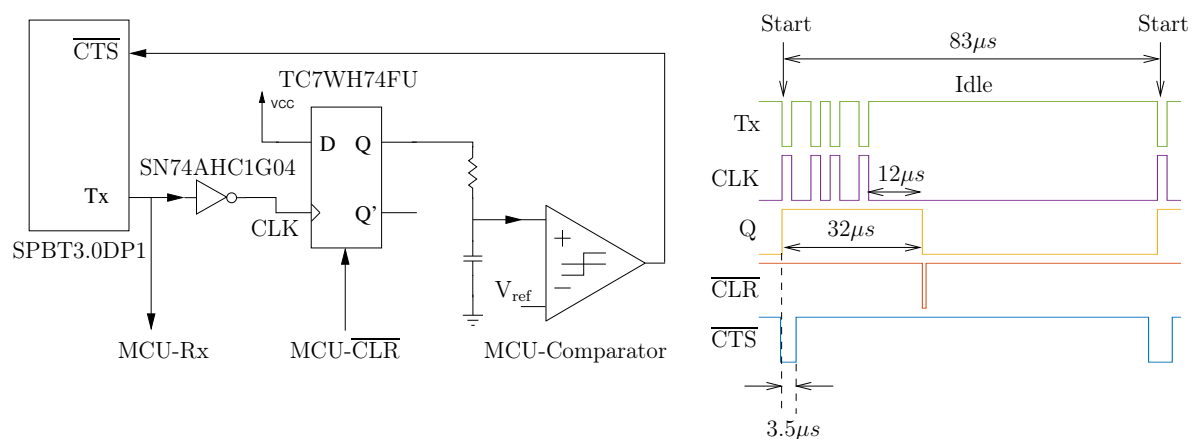 CTS
TC7WH74FU
VCC
D
Q
SN74AHC1G04
Tx
Q'
CLK
SPBT3.0DP1
+
−
Vref
MCU-Rx
MCU-CLR
MCU-Comparator
Start
Start
83μs
Idle
Tx
CLK
12μs
Q
32μs
CLR
CTS
3.5μs